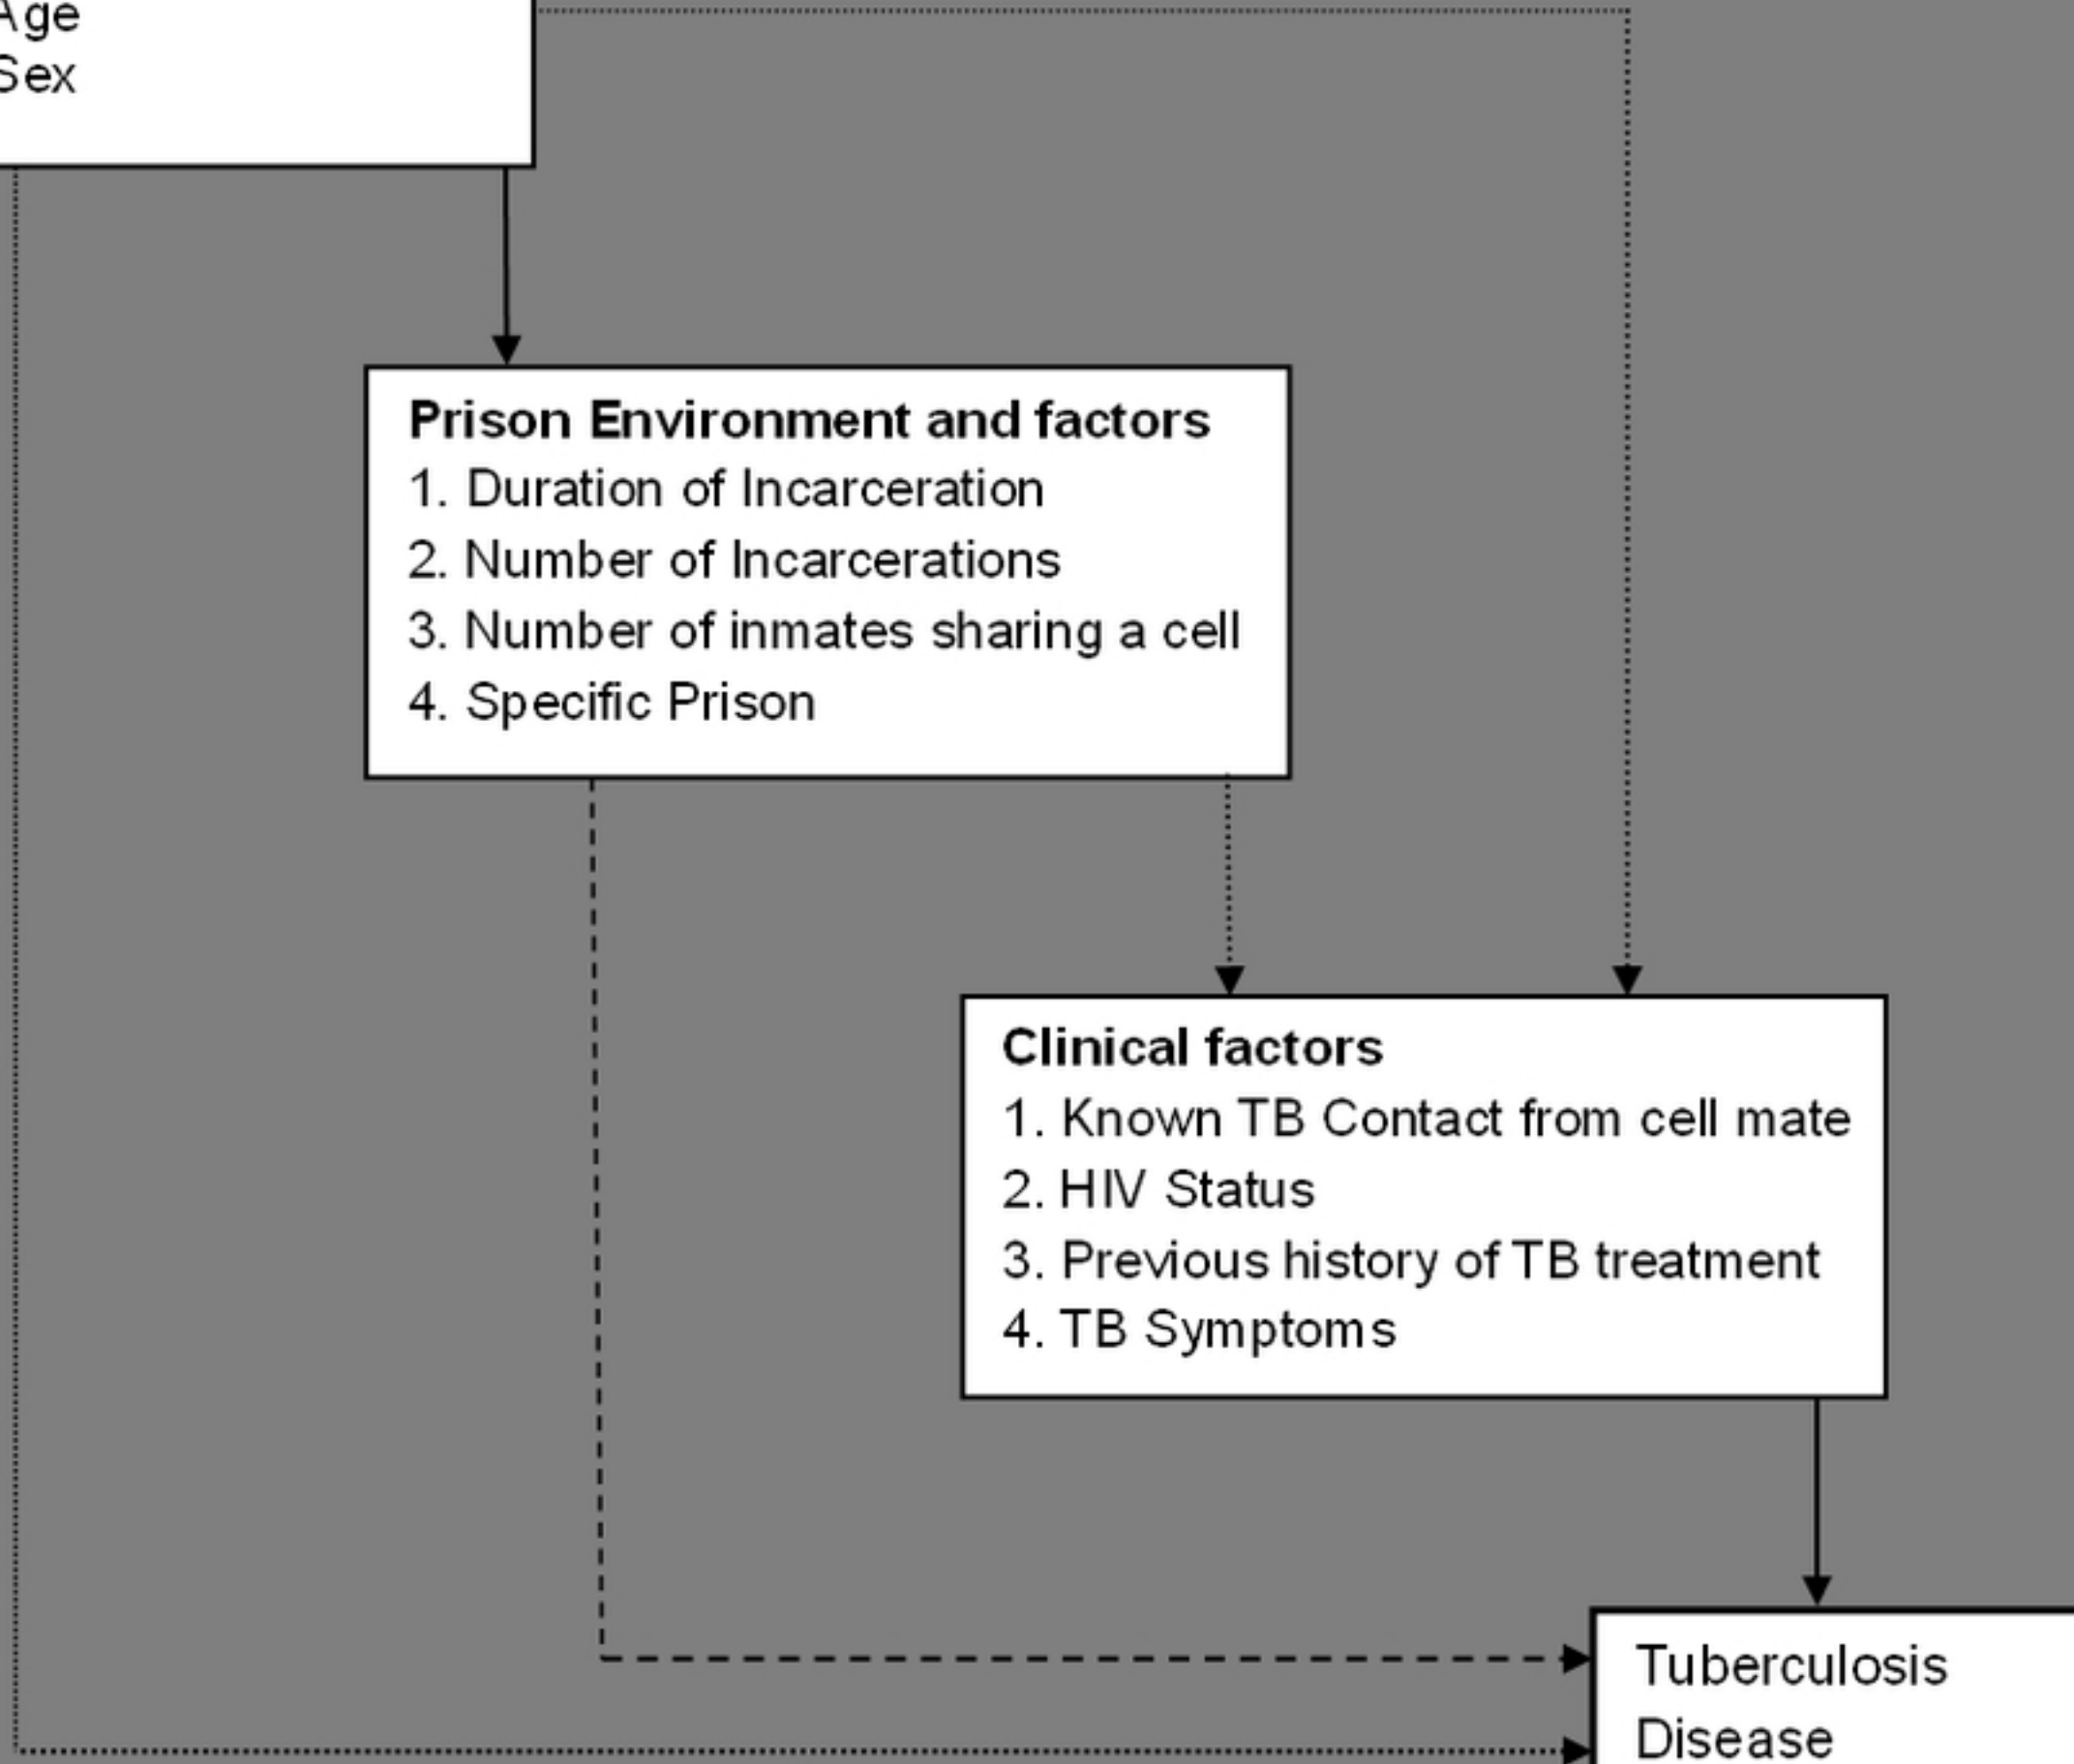 Age
Sex
Prison Environment and factors
1. Duration of Incarceration
2. Number of Incarcerations
3. Number of inmates sharing a cell
4. Specific Prison
Clinical factors
1. Known TB Contact from cell mate
2. HIV Status
3. Previous history of TB treatment
4. TB Symptoms
Tuberculosis
Disease